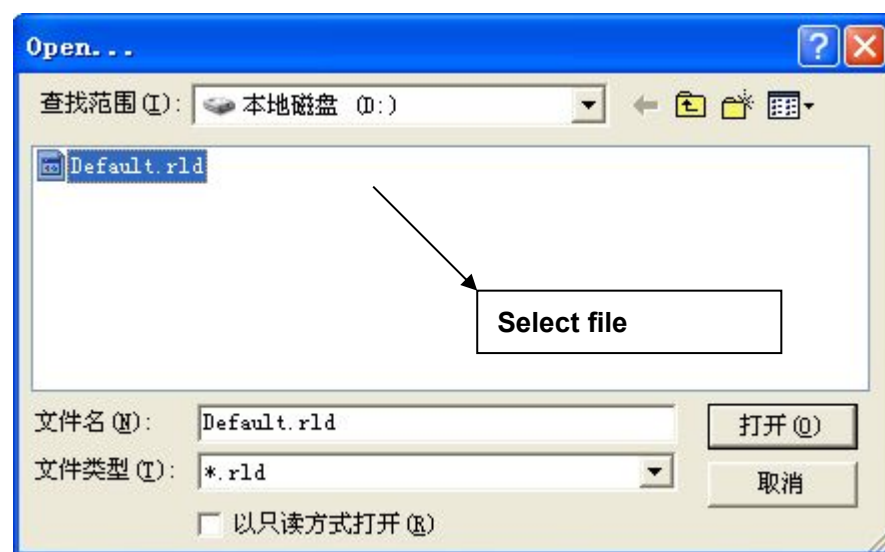 Open...
查找范围(I): 本地磁盘 (D:)
Default.rld
Select file
文件名(N): Default.rld
打开(O)
文件类型(T): *.rld
取消
以只读方式打开(R)